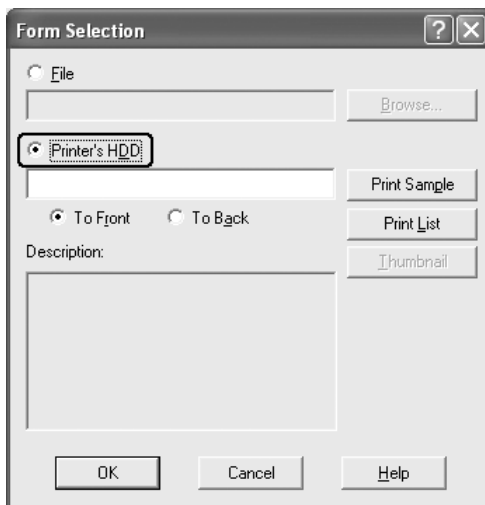 Form Selection
File
Browse...
Printer's HDD
Print Sample
To Front To Back
Print List
Description:
Thumbnail
OK Cancel Help